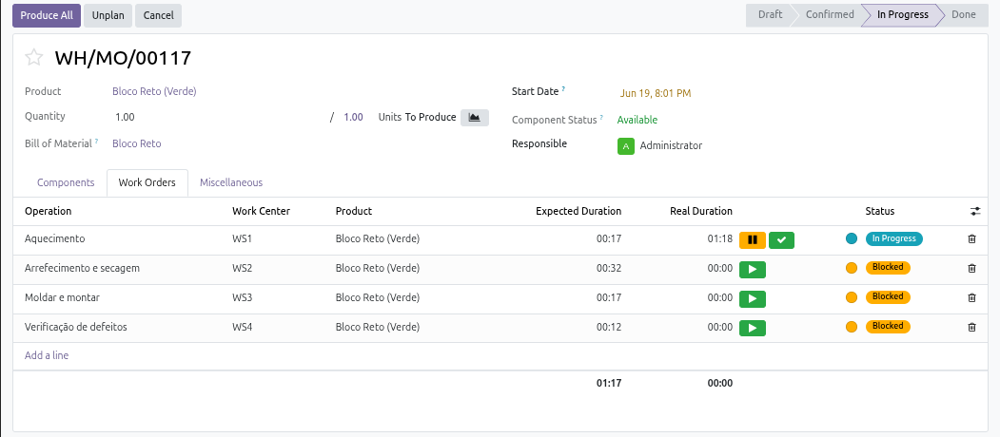 Produce All Unplan Cancel Draft Confirmed In Progress Done
WH/MO/00117
Product Bloco Reto (Verde) Start Date ? Jun 19, 8:01 PM
Quantity 1.00 / 1.00 Units To Produce Component Status ? Available
Bill of Material ? Bloco Reto Responsible A Administrator
Components Work Orders Miscellaneous
Operation Work Center Product Expected Duration Real Duration Status
Aquecimento WS1 Bloco Reto (Verde) 00:17 01:18 In Progress
Arrefecimento e secagem WS2 Bloco Reto (Verde) 00:32 00:00 Blocked
Moldar e montar WS3 Bloco Reto (Verde) 00:17 00:00 Blocked
Verificação de defeitos WS4 Bloco Reto (Verde) 00:12 00:00 Blocked
Add a line
01:17 00:00